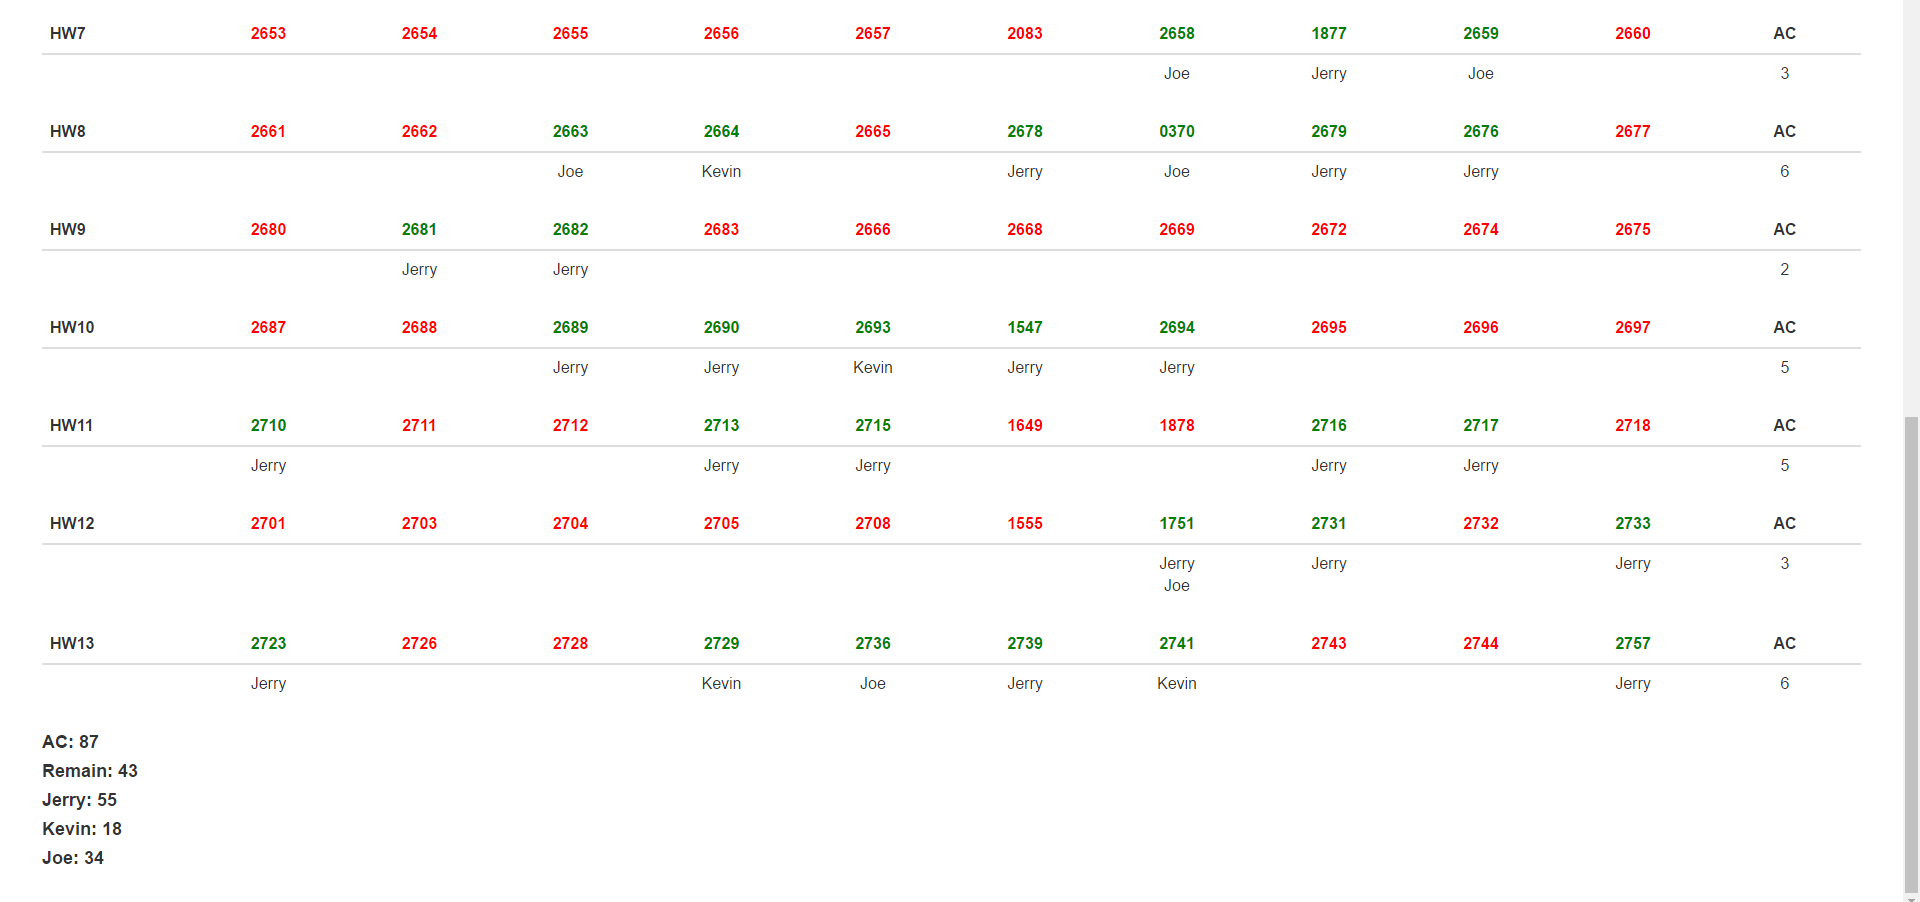 HW7 2653 2654 2655 2656 2657 2083 2658 1877 2659 2660 AC
Joe Jerry Joe 3
HW8 2661 2662 2663 2664 2665 2678 0370 2679 2676 2677 AC
Joe Kevin Jerry Joe Jerry Jerry 6
HW9 2680 2681 2682 2683 2666 2668 2669 2672 2674 2675 AC
Jerry Jerry 2
HW10 2687 2688 2689 2690 2693 1547 2694 2695 2696 2697 AC
Jerry Jerry Kevin Jerry Jerry 5
HW11 2710 2711 2712 2713 2715 1649 1878 2716 2717 2718 AC
Jerry Jerry Jerry Jerry Jerry 5
HW12 2701 2703 2704 2705 2708 1555 1751 2731 2732 2733 AC
Jerry Jerry Jerry 3
Joe
HW13 2723 2726 2728 2729 2736 2739 2741 2743 2744 2757 AC
Jerry Kevin Joe Jerry Kevin Jerry 6
AC: 87
Remain: 43
Jerry: 55
Kevin: 18
Joe: 34